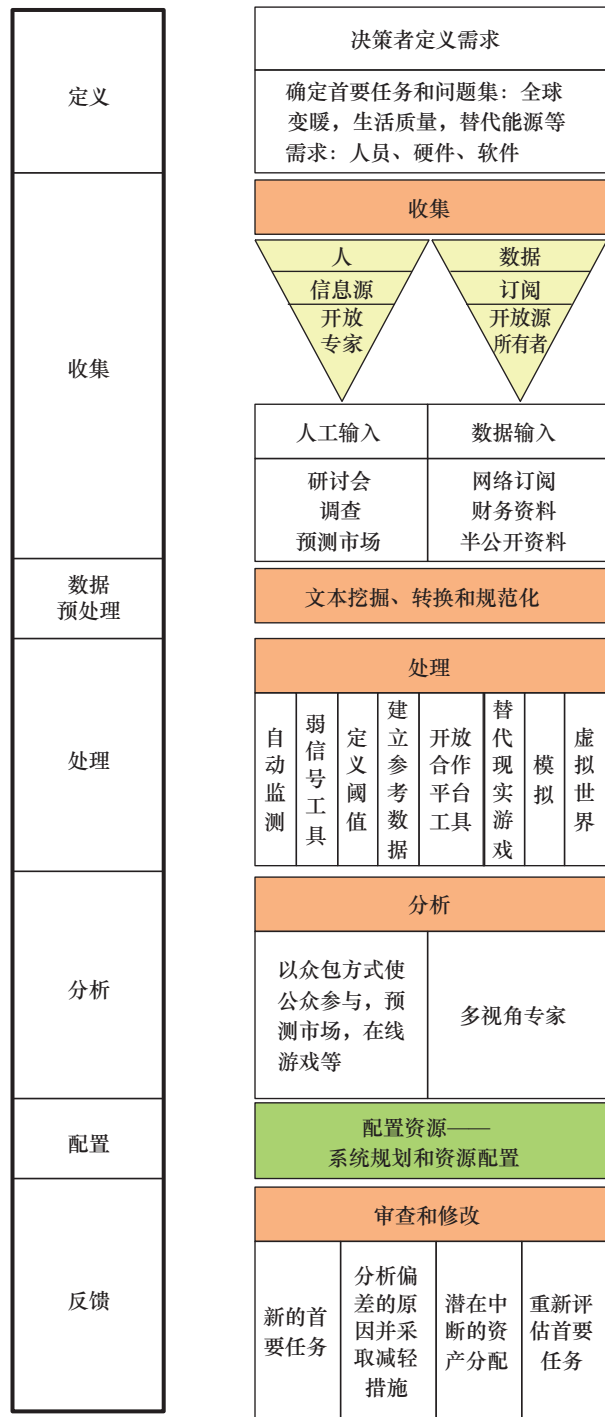 定义
决策者定义需求
确定首要任务和问题集：全球
变暖，生活质量，替代能源等
需求：人员、硬件、软件
收集
收集
人
信息源
开放
专家
数据
订阅
开放源
所有者
人工输入
数据输入
研讨会
调查
预测市场
网络订阅
财务资料
半公开资料
数据
预处理
文本挖掘、转换和规范化
处理
处理
自动监测
弱信号工具
定义阈值
建立参考数据
开放
合作
平台
工具
替代现实游戏
模拟
虚拟世界
分析
分析
以众包方式使
公众参与，预
测市场，在线
游戏等
多视角专家
配置
配置资源——
系统规划和资源配置
反馈
审查和修改
新的首
要任务
分析偏
差的原
因并采
取减轻
措施
潜在中
断的资
产分配
重新评
估首要
任务